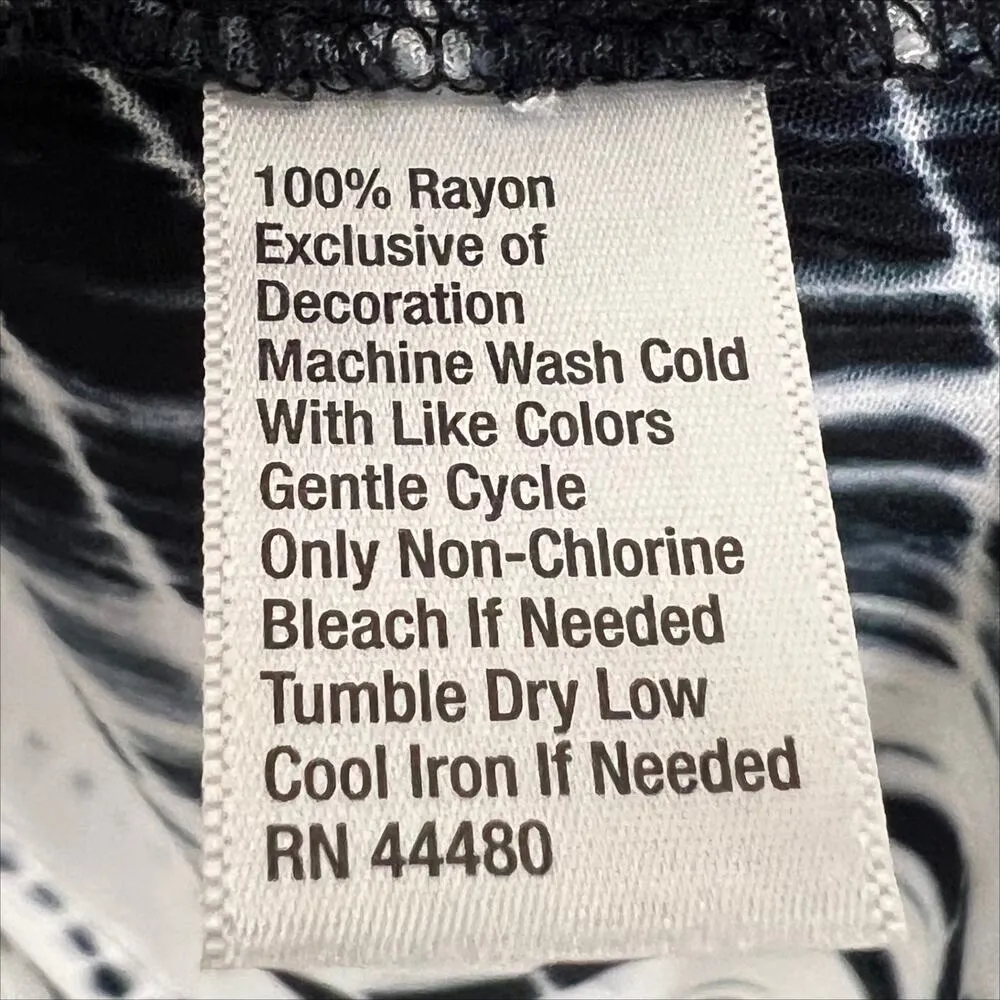 100% Rayon
Exclusive of
Decoration
Machine Wash Cold
With Like Colors
Gentle Cycle
Only Non-Chlorine
Bleach If Needed
Tumble Dry Low
Cool Iron If Needed
RN 44480